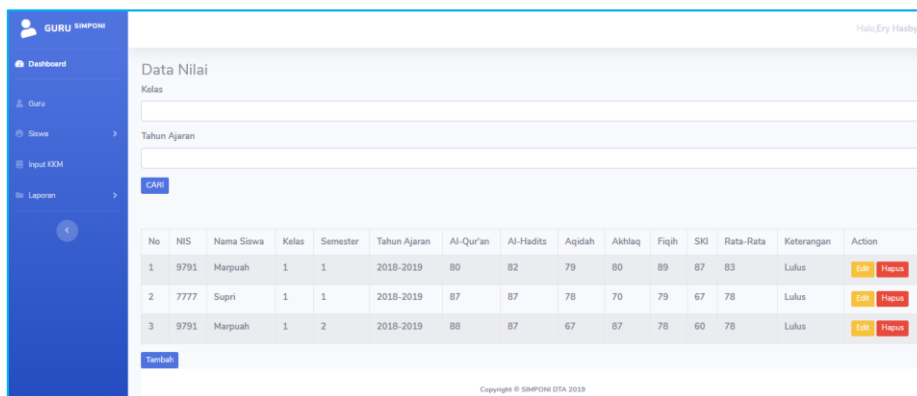 GURU SIMPONI
Halo,Ery Hasby
Dashboard
Guru
Siswa
Input KKM
Laporan
Data Nilai
Kelas
Tahun Ajaran
CARI
No NIS Nama Siswa Kelas Semester Tahun Ajaran Al-Qur'an Al-Hadits Aqidah Akhlaq Fiqih SKI Rata-Rata Keterangan Action
1 9791 Marpuah 1 1 2018-2019 80 82 79 80 89 87 83 Lulus Edit Hapus
2 7777 Supri 1 1 2018-2019 87 87 78 70 79 67 78 Lulus Edit Hapus
3 9791 Marpuah 1 2 2018-2019 88 87 67 87 78 60 78 Lulus Edit Hapus
Tambah
Copyright © SIMPONI DTA 2019